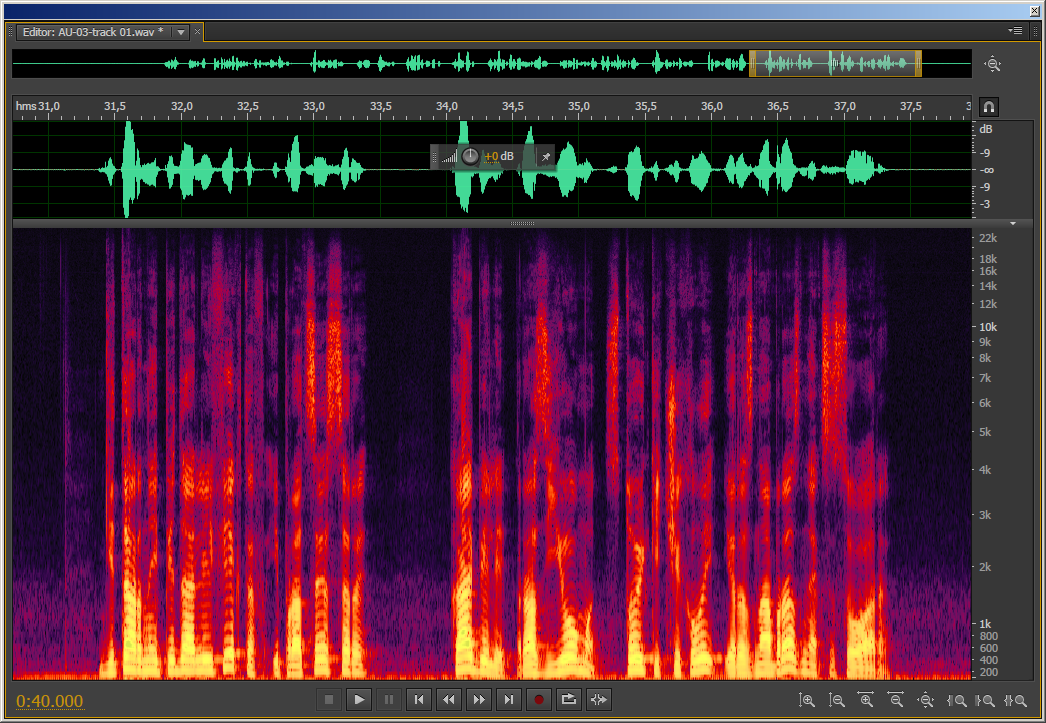 Editor: AU-03-track 01.wav *
hms 31,0 31,5 32,0 32,5 33,0 33,5 34,0 34,5 35,0 35,5 36,0 36,5 37,0 37,5
dB
-9
-∞
-9
-3
+0 dB
22k
18k
16k
14k
12k
10k
9k
8k
7k
6k
5k
4k
3k
2k
1k
800
600
400
200
0:40.000